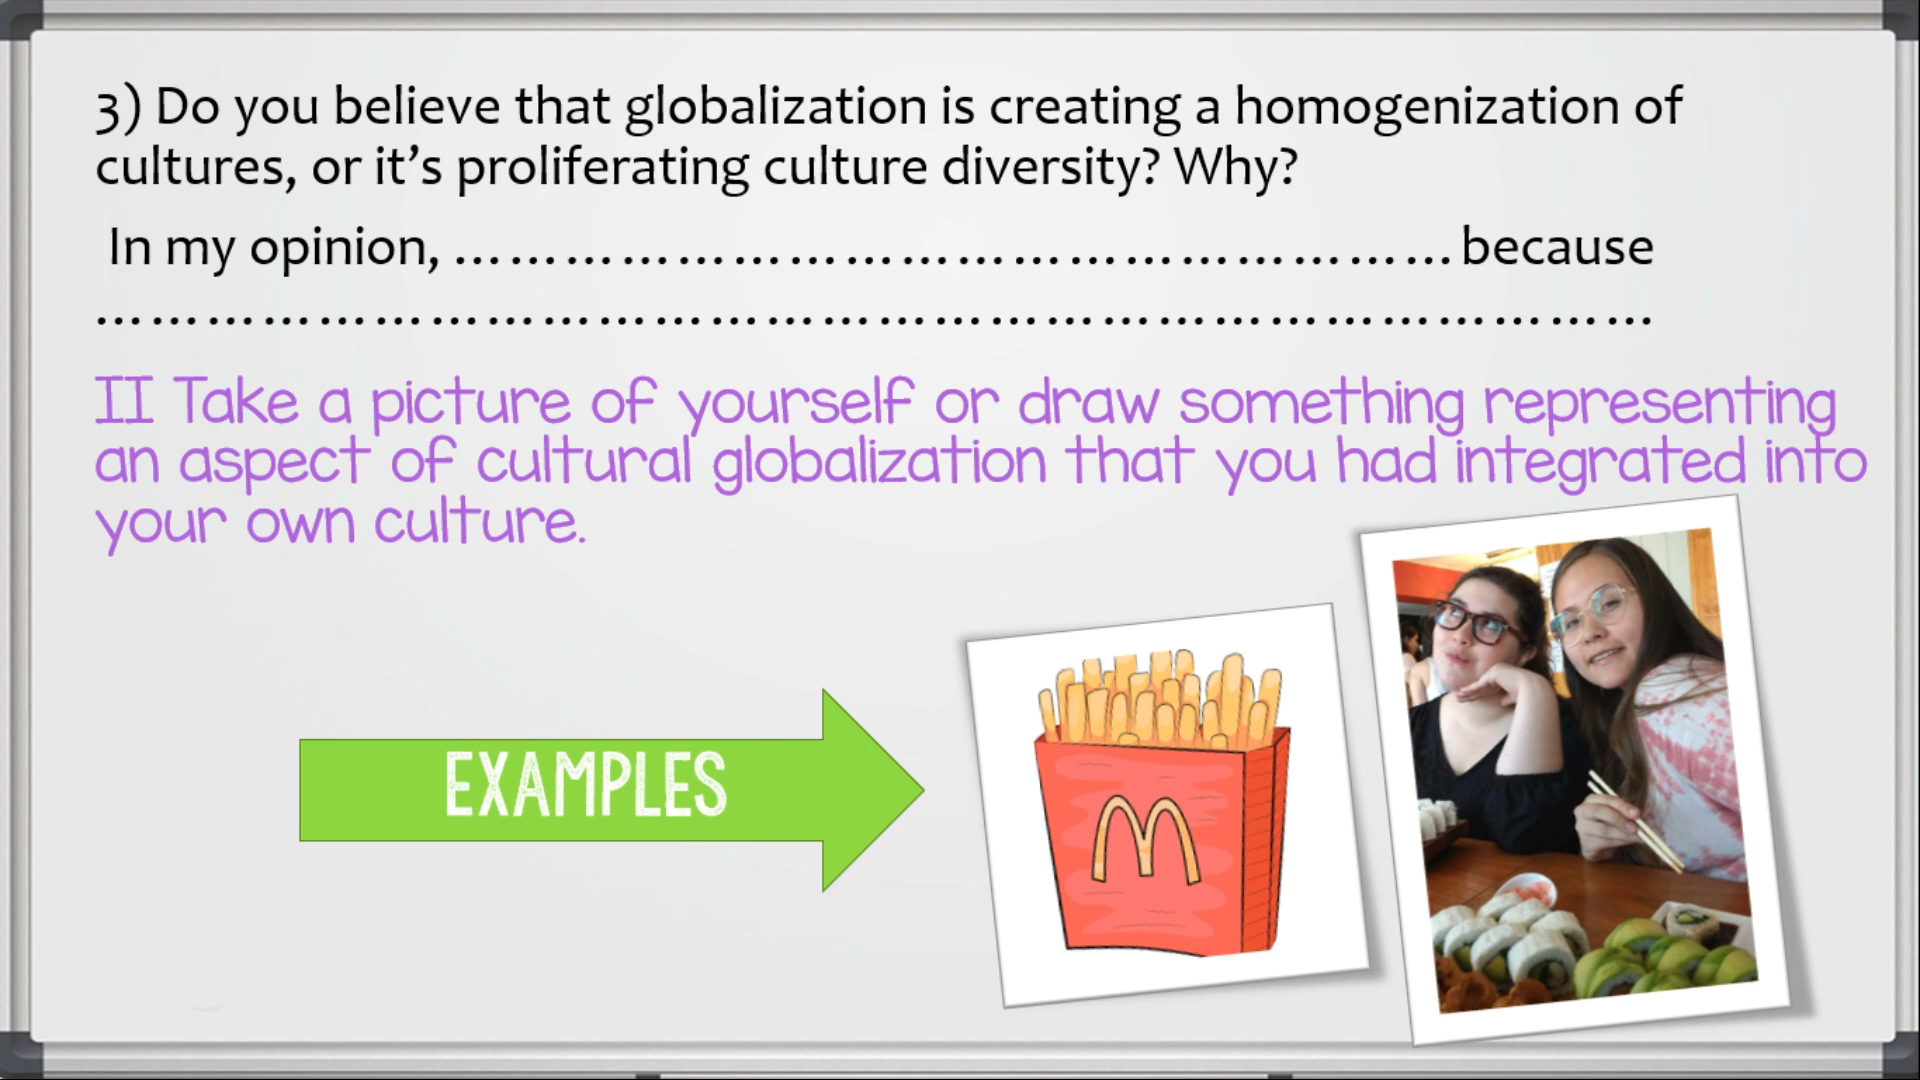 3) Do you believe that globalization is creating a homogenization of
cultures, or it’s proliferating culture diversity? Why?
In my opinion, ……………………………………………… because
…………………………………………………………………………
II Take a picture of yourself or draw something representing
an aspect of cultural globalization that you had integrated into
your own culture.
EXAMPLES
M